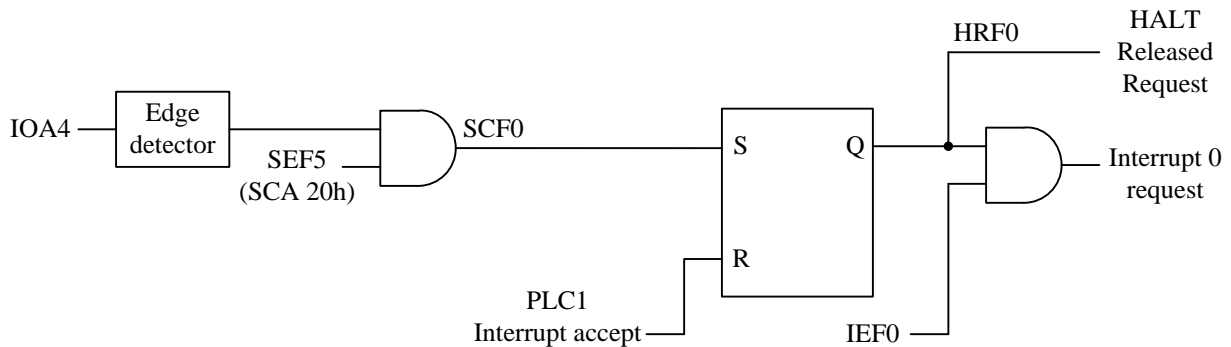 HALT
Released
Request
HRF0
IOA4
Edge
detector
SCF0
SEF5
(SCA 20h)
S
Q
R
Interrupt 0
request
PLC1
Interrupt accept
IEF0